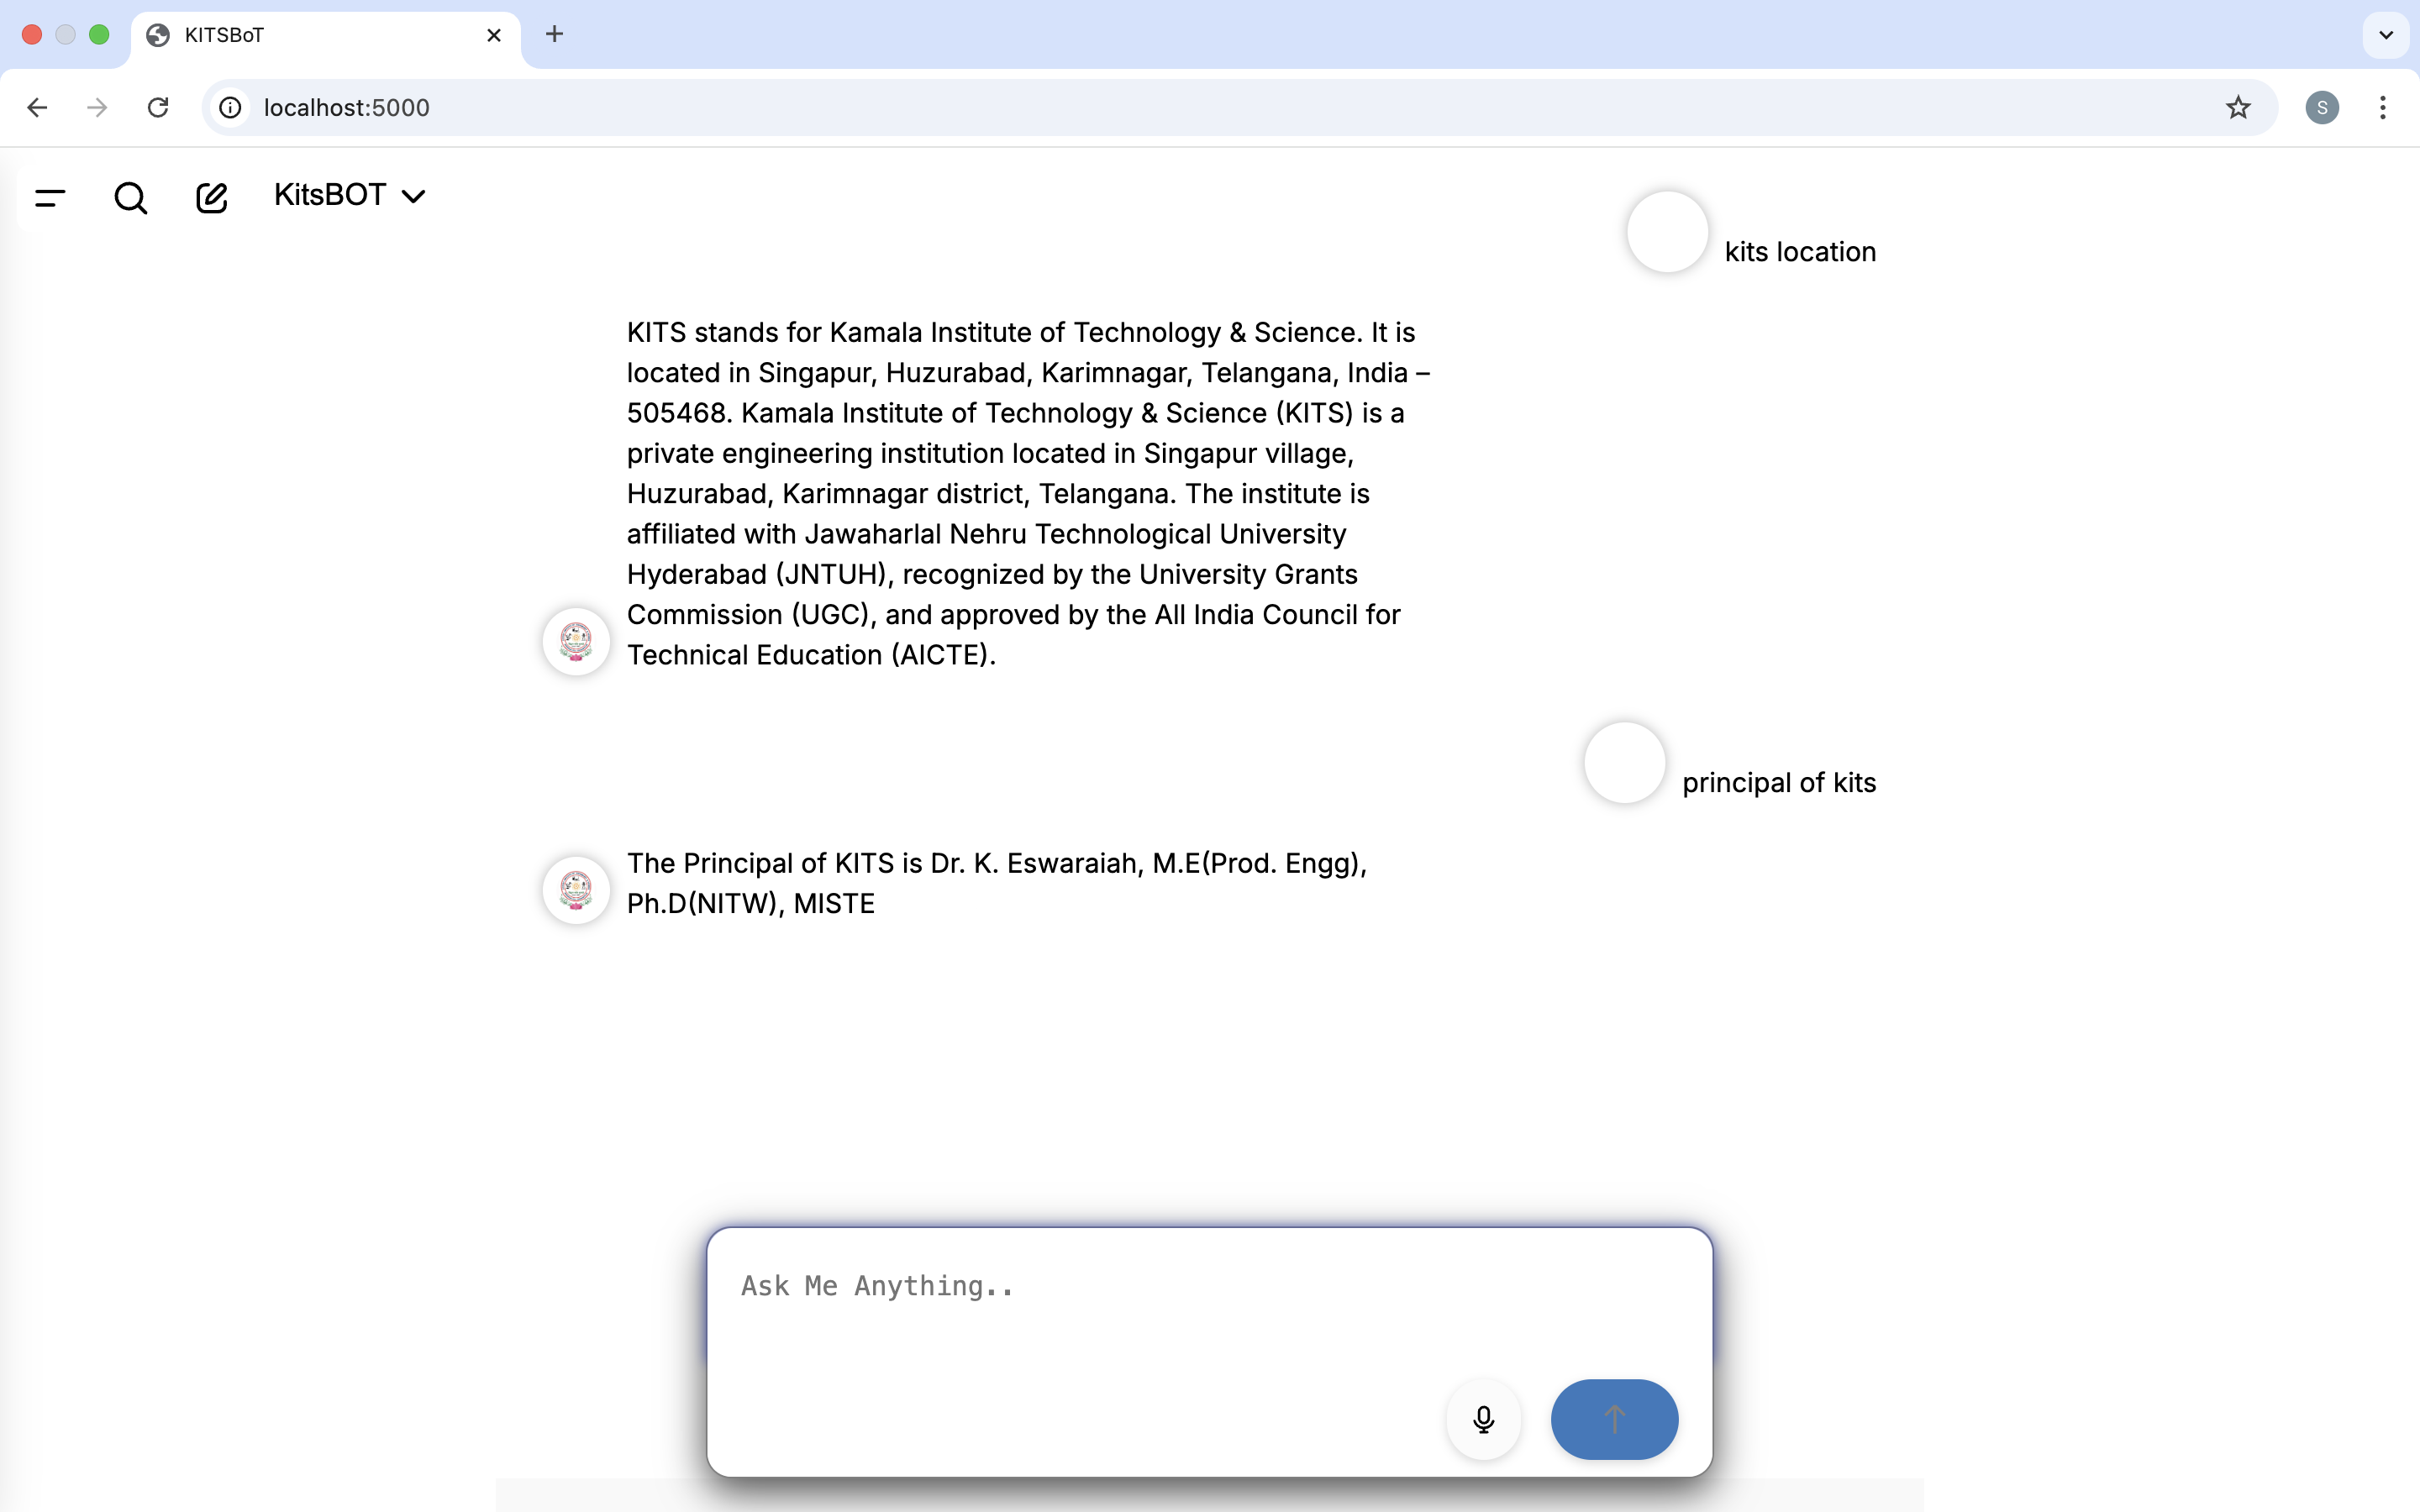 KITSBoT
localhost:5000
S
KitsBOT
kits location
KITS stands for Kamala Institute of Technology & Science. It is
located in Singapur, Huzurabad, Karimnagar, Telangana, India –
505468. Kamala Institute of Technology & Science (KITS) is a
private engineering institution located in Singapur village,
Huzurabad, Karimnagar district, Telangana. The institute is
affiliated with Jawaharlal Nehru Technological University
Hyderabad (JNTUH), recognized by the University Grants
Commission (UGC), and approved by the All India Council for
Technical Education (AICTE).
principal of kits
The Principal of KITS is Dr. K. Eswaraiah, M.E(Prod. Engg),
Ph.D(NITW), MISTE
Ask Me Anything..